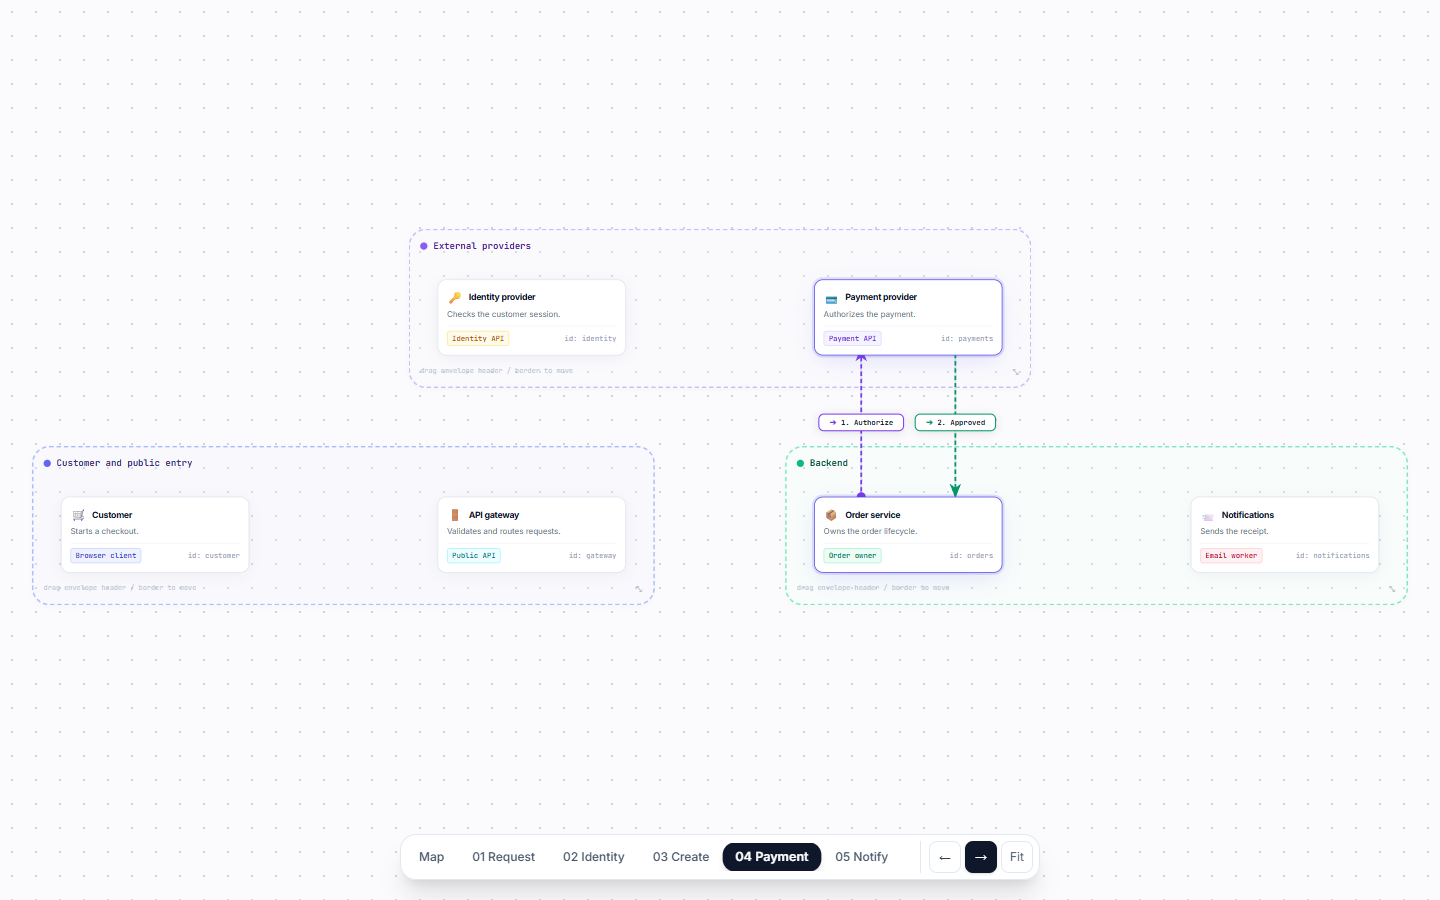 External providers
Identity provider
Checks the customer session.
Identity API
id: identity
Payment provider
Authorizes the payment.
Payment API
id: payments
drag envelope header / border to move
➔ 1. Authorize
➔ 2. Approved
Customer and public entry
Customer
Starts a checkout.
Browser client
id: customer
API gateway
Validates and routes requests.
Public API
id: gateway
drag envelope header / border to move
Backend
Order service
Owns the order lifecycle.
Order owner
id: orders
Notifications
Sends the receipt.
Email worker
id: notifications
drag envelope header / border to move
Map
01 Request
02 Identity
03 Create
04 Payment
05 Notify
←
→
Fit